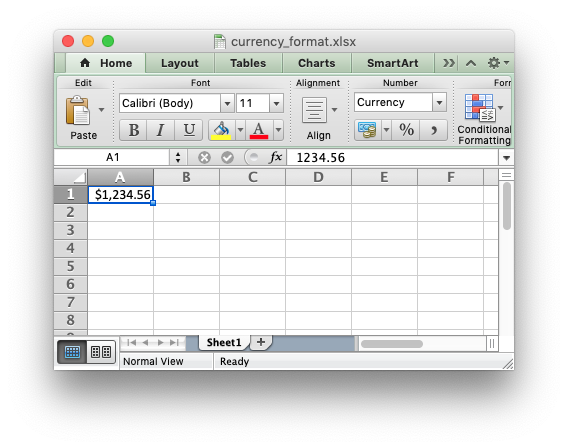 currency_format.xlsx
Home Layout Tables Charts SmartArt
Edit Font Alignment Number
Calibri (Body) 11 Currency
B I U A % ,
Paste Align Conditional
Formatting
A1 fx 1234.56
A B C D E F
1 $1,234.56
2
3
4
5
6
7
8
Sheet1
Normal View Ready